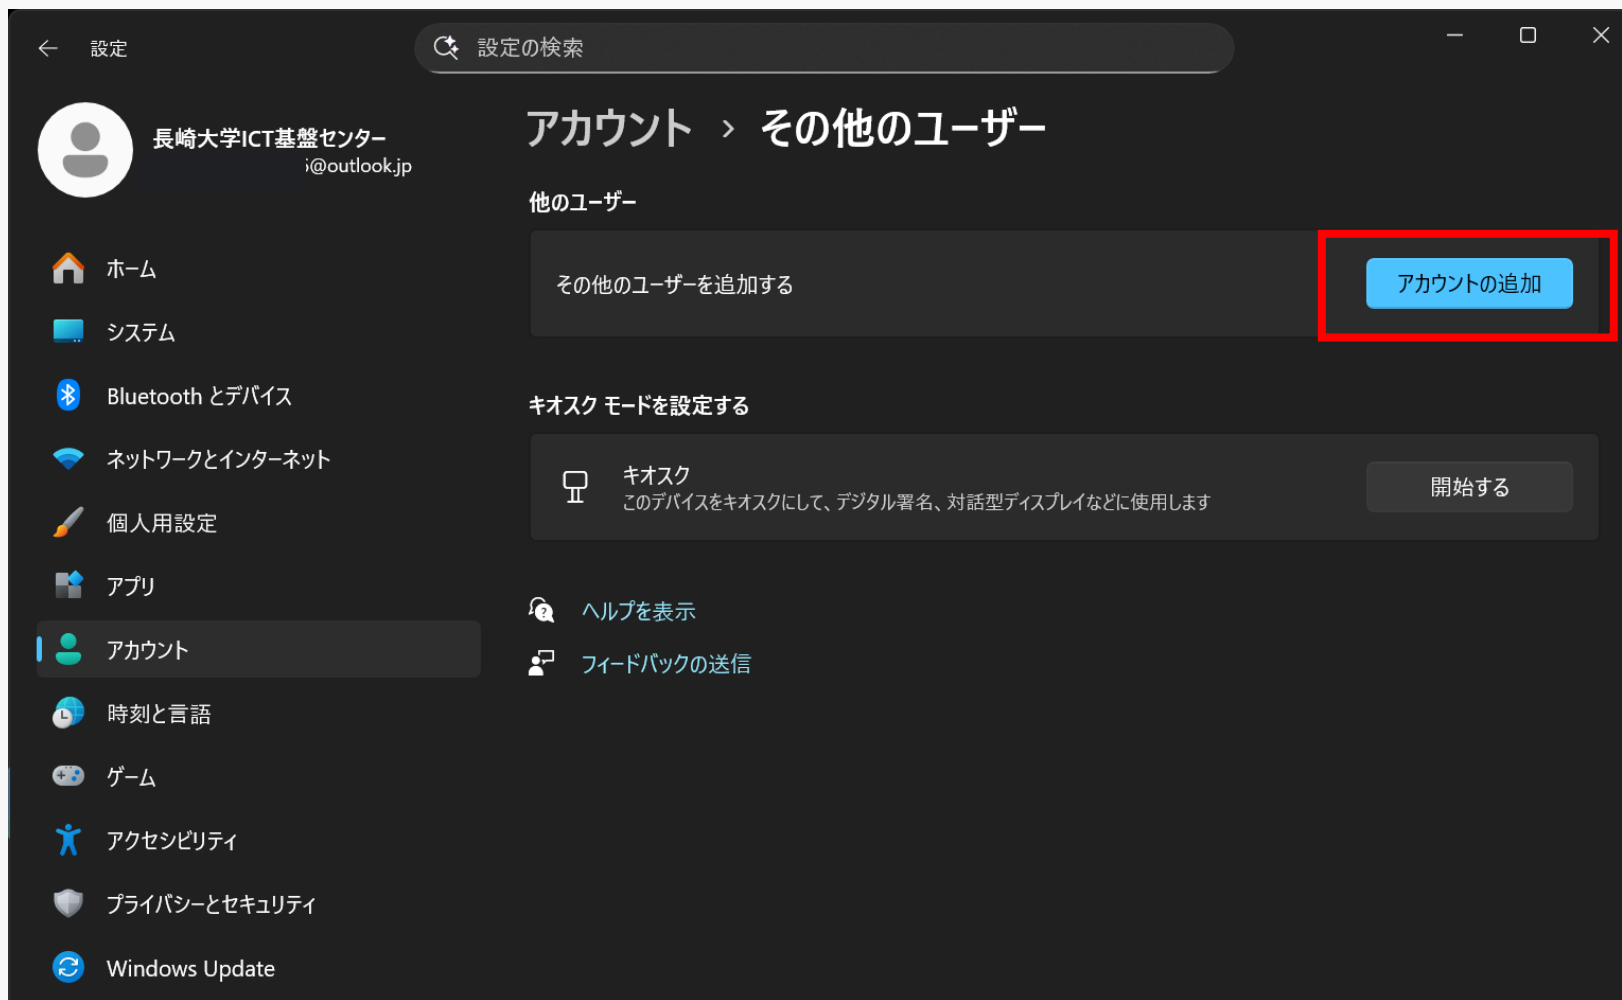 設定
設定の検索
長崎大学ICT基盤センター
@outlook.jp
ホーム
システム
Bluetooth とデバイス
ネットワークとインターネット
個人用設定
アプリ
アカウント
時刻と言語
ゲーム
アクセシビリティ
プライバシーとセキュリティ
Windows Update
アカウント › その他のユーザー
他のユーザー
その他のユーザーを追加する
アカウントの追加
キオスク モードを設定する
キオスク
このデバイスをキオスクにして、デジタル署名、対話型ディスプレイなどに使用します
開始する
ヘルプを表示
フィードバックの送信